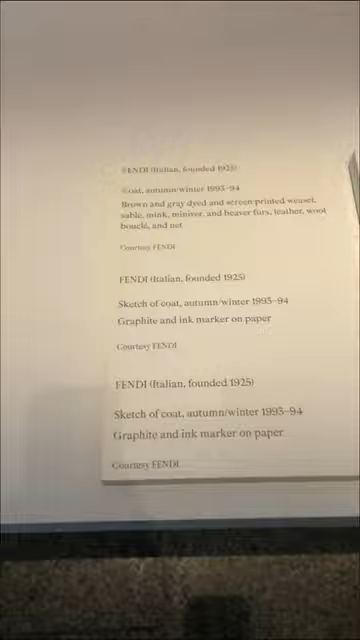 FENDI (Italian, founded 1925)
Coat, autumn/winter 1993–94
Brown and gray dyed and screen-printed weasel,
sable, mink, miniver, and beaver furs, leather, wool
bouclé, and net
Courtesy FENDI
FENDI (Italian, founded 1925)
Sketch of coat, autumn/winter 1993–94
Graphite and ink marker on paper
Courtesy FENDI
FENDI (Italian, founded 1925)
Sketch of coat, autumn/winter 1993–94
Graphite and ink marker on paper
Courtesy FENDI